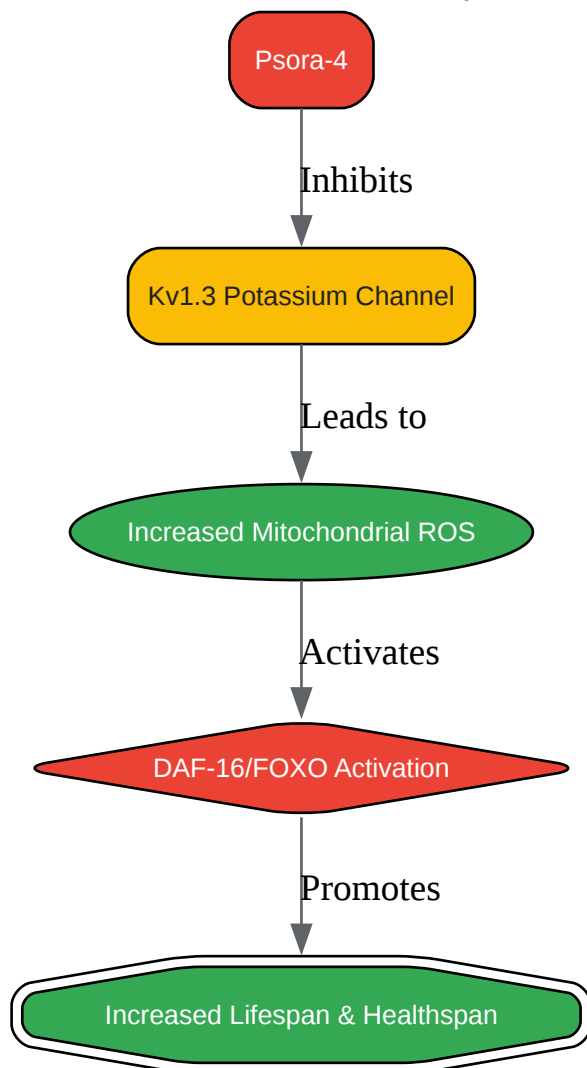 Psora-4
Inhibits
Kv1.3 Potassium Channel
Leads to
Increased Mitochondrial ROS
Activates
DAF-16/FOXO Activation
Promotes
Increased Lifespan & Healthspan